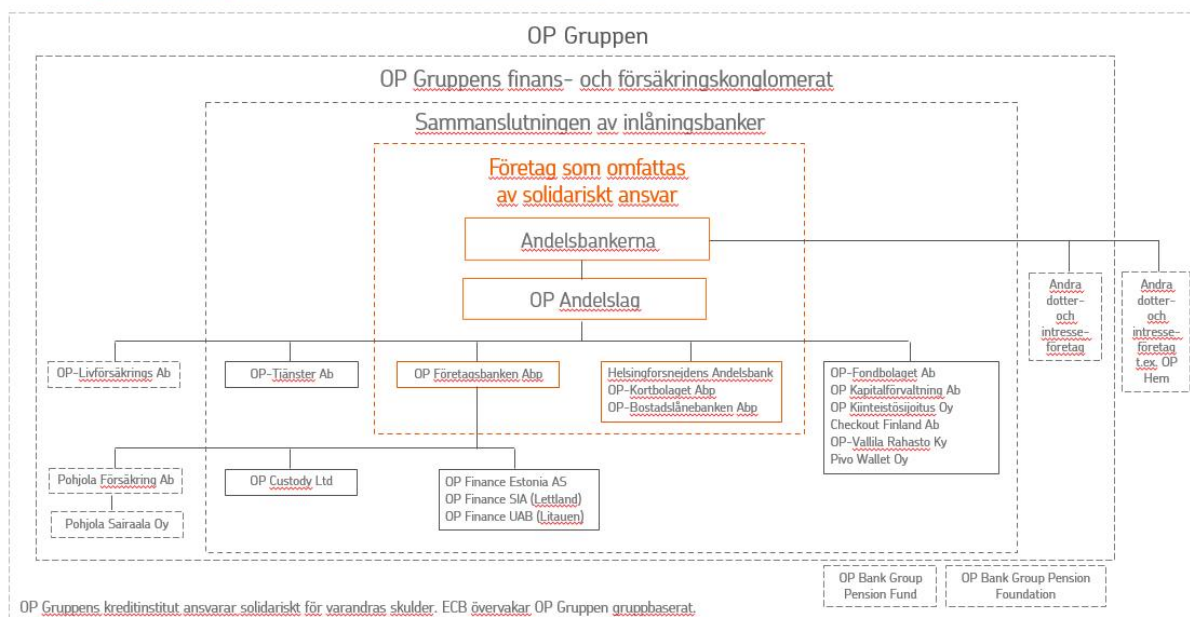 OP Gruppen
OP Gruppens finans- och försäkringskonglomerat
Sammanslutningen av inlåningsbanker
Företag som omfattas
av solidariskt ansvar
Andelsbankerna
OP Andelslag
Andra
dotter-
och
intresse-
företag
Andra
dotter-
och
intresse-
företag
t.ex. OP
Hem
OP-Livförsäkrings Ab
OP-Tjänster Ab
OP Företagsbanken Abp
Helsingforsnejdens Andelsbank
OP-Kortbolaget Abp
OP-Bostadslånebanken Abp
OP-Fondbolaget Ab
OP Kapitalförvaltning Ab
OP Kiinteistösijoitus Oy
Checkout Finland Ab
OP-Vallila Rahasto Ky
Pivo Wallet Oy
Pohjola Försäkring Ab
Pohjola Sairaala Oy
OP Custody Ltd
OP Finance Estonia AS
OP Finance SIA (Lettland)
OP Finance UAB (Litauen)
OP Bank Group
Pension Fund
OP Bank Group Pension
Foundation
OP Gruppens kreditinstitut ansvarar solidariskt för varandras skulder. ECB övervakar OP Gruppen gruppbaserat.